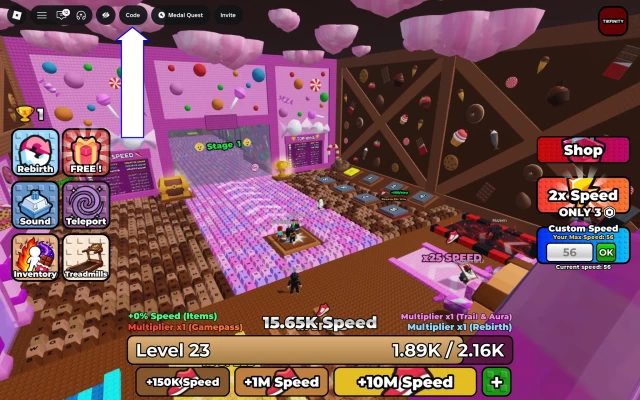 Code
Medal Quest
Invite
TIEFINITY
1
Stage 1
SPEED
Rebirth
FREE !
Sound
Teleport
Inventory
Treadmills
Shop
2x Speed
ONLY 3
Custom Speed
Your Max Speed: 56
56
OK
Current speed: 56
x25 SPEED
+0% Speed (Items)
Multiplier x1 (Gamepass)
15.65K Speed
Multiplier x1 (Trail & Aura)
Multiplier x1 (Rebirth)
Level 23
1.89K / 2.16K
+150K Speed
+1M Speed
+10M Speed
+